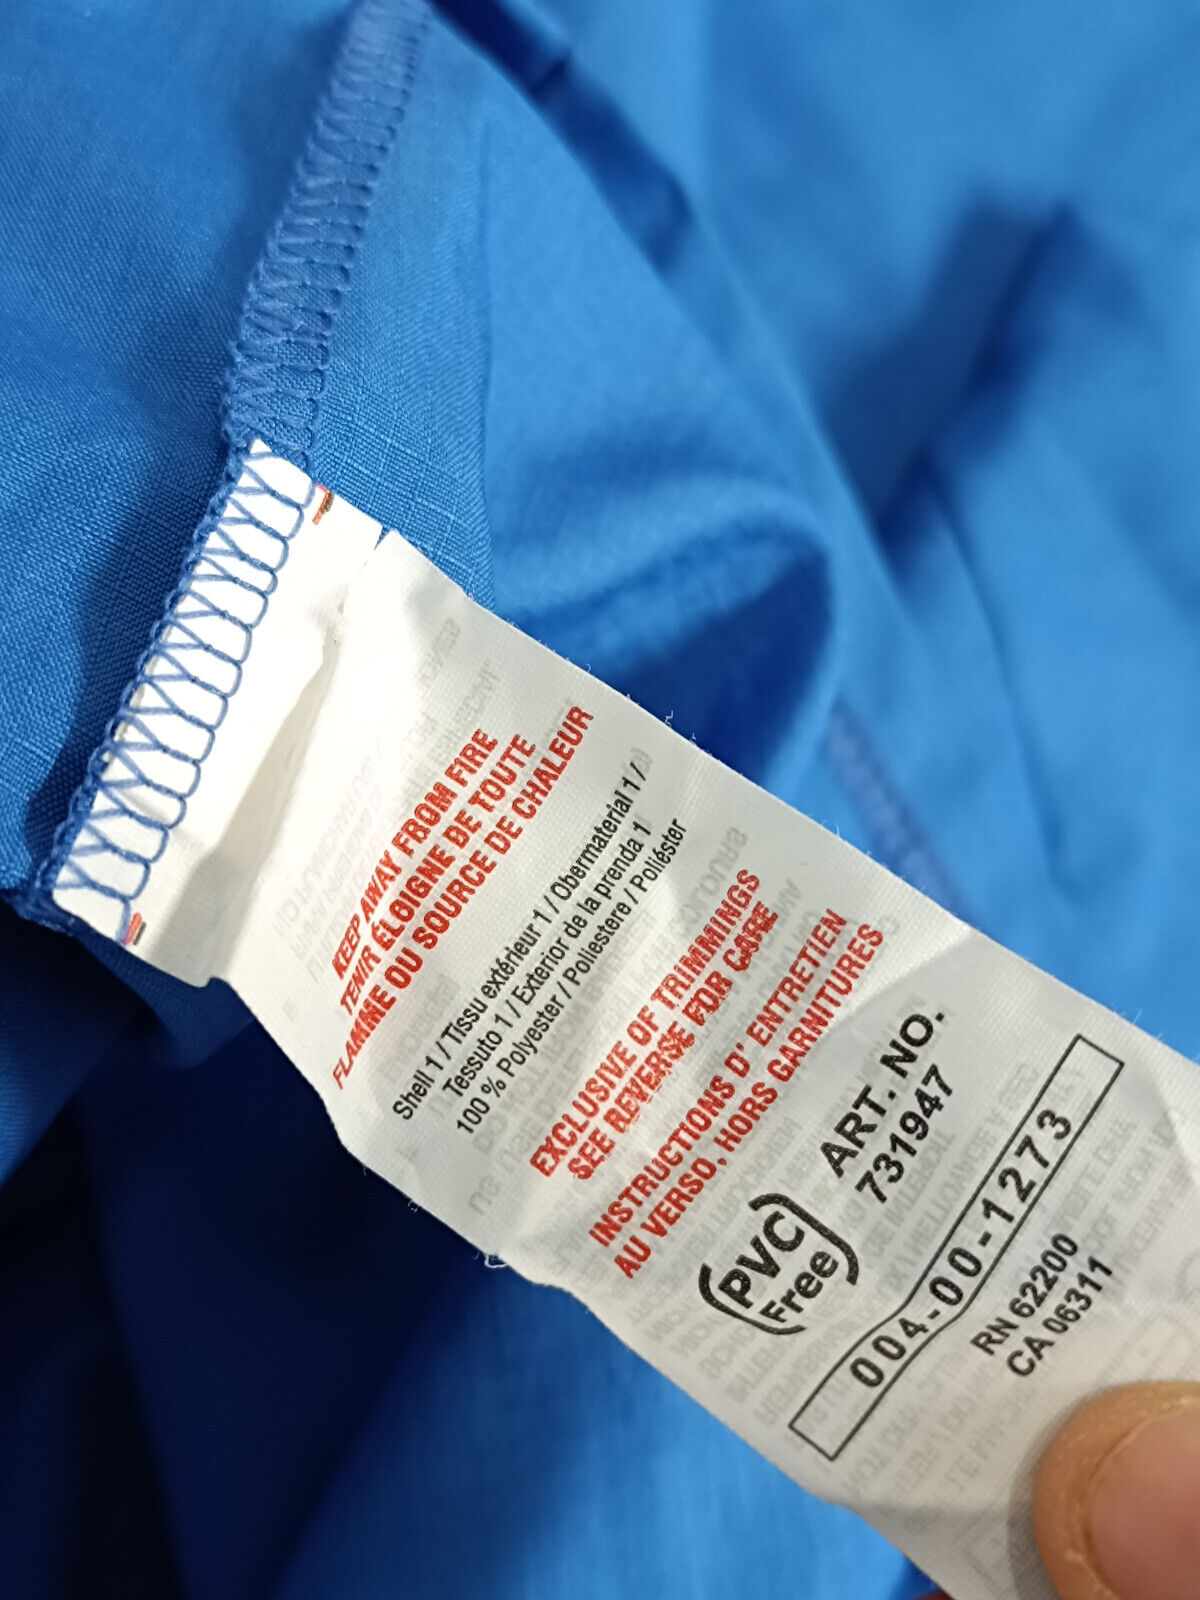 KEEP AWAY FROM FIRE
TENIR ÉLOIGNE DE TOUTE
FLAMME OU SOURCE DE CHALEUR
Shell 1 / Tissu extérieur 1 / Obermaterial 1 /
Tessuto 1 / Exterior de la prenda 1
100 % Polyester / Poliestere / Poliéster
EXCLUSIVE OF TRIMMINGS
SEE REVERSE FOR CARE
INSTRUCTIONS D' ENTRETIEN
AU VERSO, HORS GARNITURES
PVC
Free
ART. NO.
731947
004-00-1273
RN 62200
CA 06311